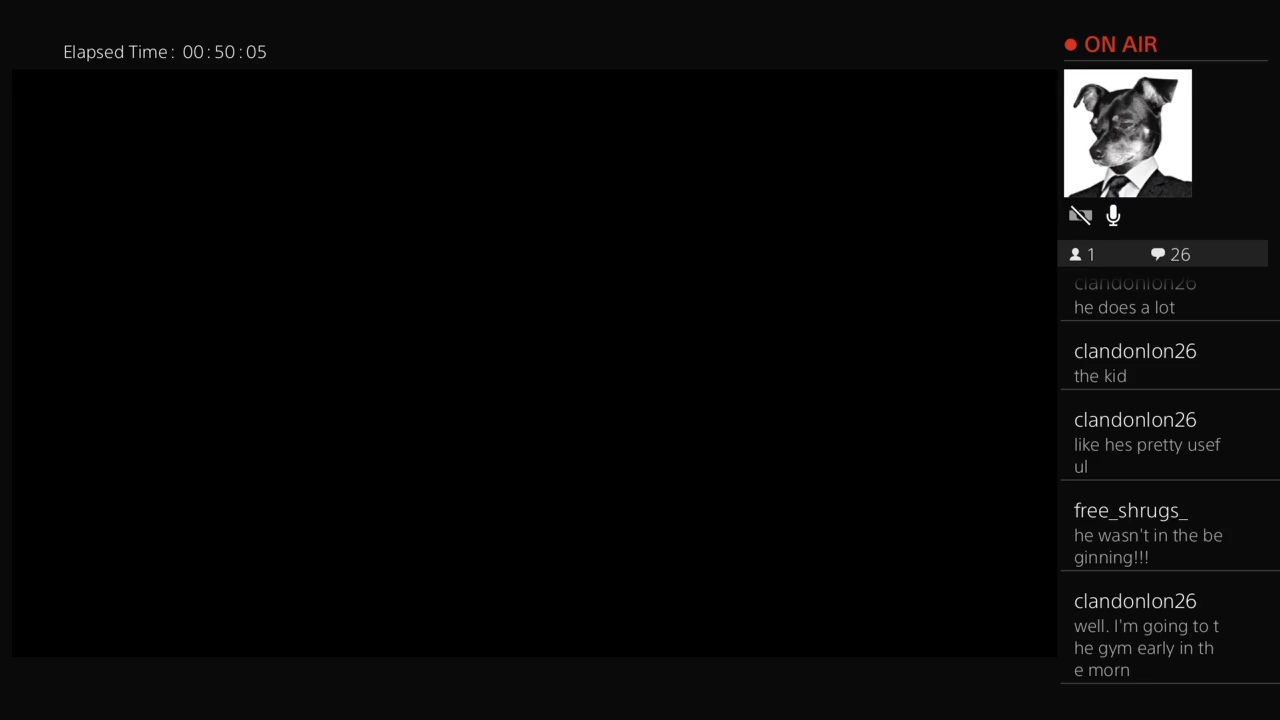 Elapsed Time: 00:50:05
ON AIR
1 26
clandonlon26
he does a lot
clandonlon26
the kid
clandonlon26
like hes pretty usef
ul
free_shrugs_
he wasn't in the be
ginning!!!
clandonlon26
well. I'm going to t
he gym early in th
e morn